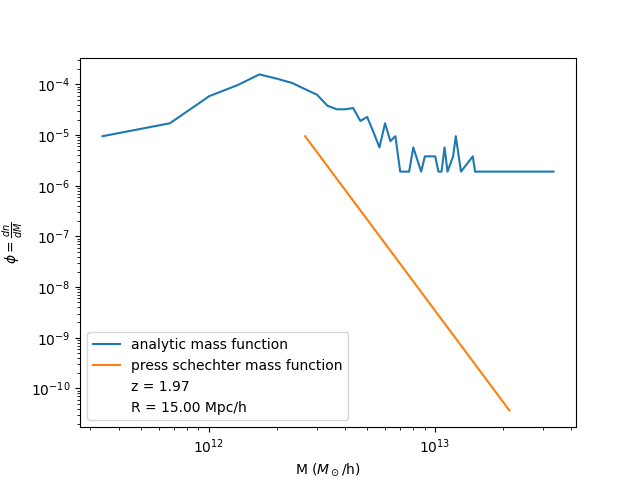 10⁻⁴
10⁻⁵
10⁻⁶
10⁻⁷
10⁻⁸
10⁻⁹
10⁻¹⁰
ϕ = dn/dM
analytic mass function
press schechter mass function
z = 1.97
R = 15.00 Mpc/h
10¹² 10¹³
M (M⊙/h)